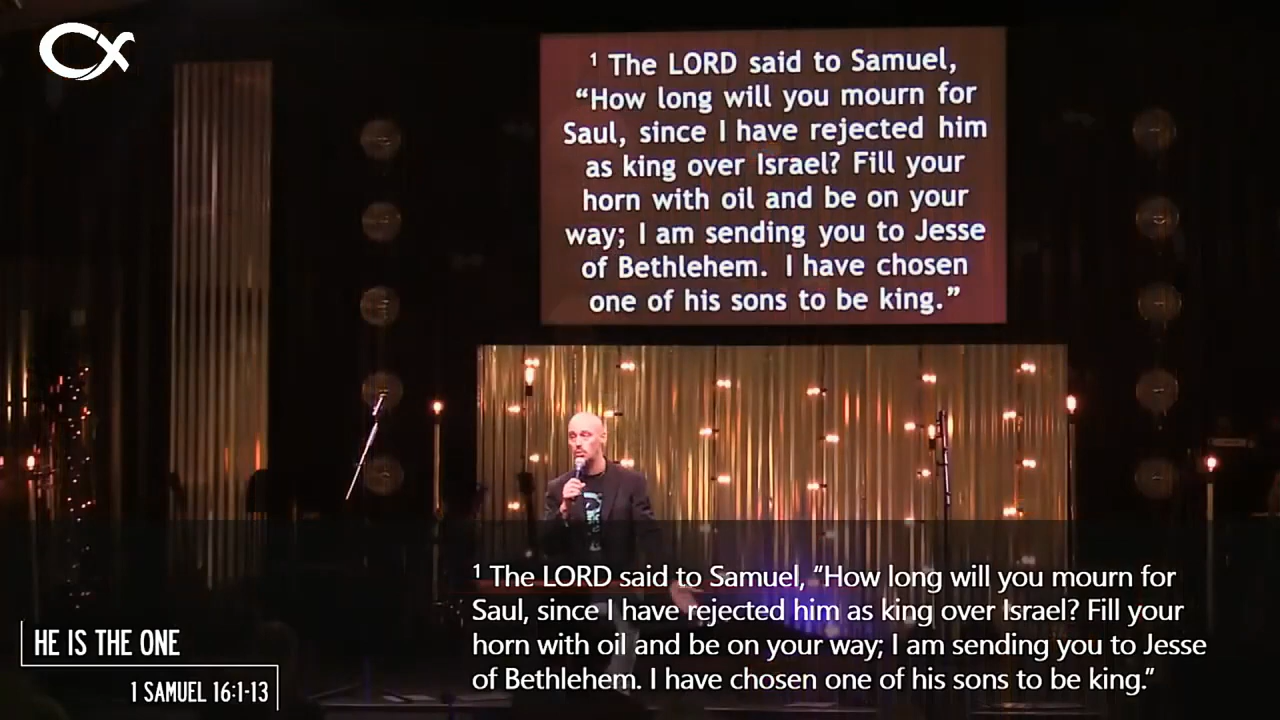 CX
¹ The LORD said to Samuel,
“How long will you mourn for
Saul, since I have rejected him
as king over Israel? Fill your
horn with oil and be on your
way; I am sending you to Jesse
of Bethlehem. I have chosen
one of his sons to be king.”
¹ The LORD said to Samuel, “How long will you mourn for
Saul, since I have rejected him as king over Israel? Fill your
horn with oil and be on your way; I am sending you to Jesse
of Bethlehem. I have chosen one of his sons to be king.”
HE IS THE ONE
1 SAMUEL 16:1-13